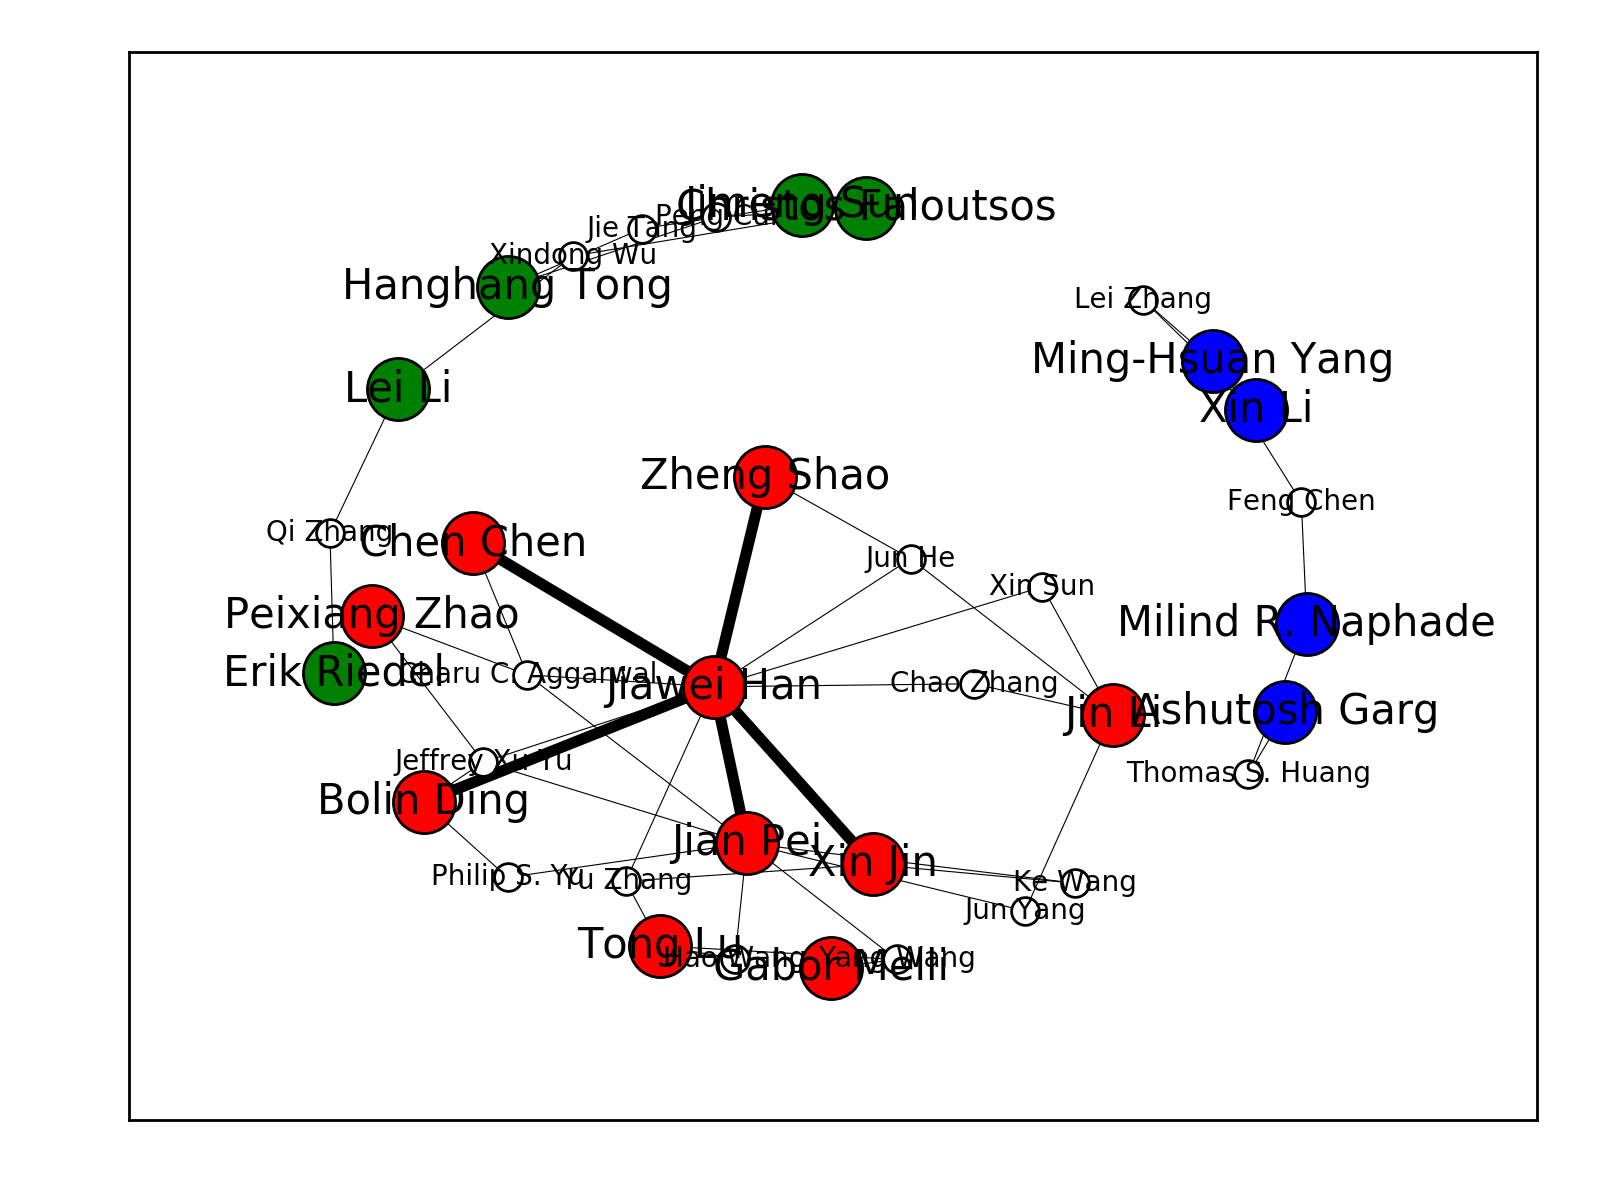 Jimeng Sun
Christos Faloutsos
Peng Cui
Jie Tang
Xindong Wu
Hanghang Tong
Lei Zhang
Ming-Hsuan Yang
Lei Li
Xin Li
Zheng Shao
Feng Chen
Qi Zhang
Chen Chen
Jun He
Xin Sun
Peixiang Zhao
Milind R. Naphade
Erik Riedel
Charu C. Aggarwal
Jiawei Han
Chao Zhang
Jin Li
Ashutosh Garg
Jeffrey Xu Yu
Thomas S. Huang
Bolin Ding
Jian Pei
Xin Jin
Philip S. Yu
Yu Zhang
Ke Wang
Jun Yang
Tong Lu
Hao Wang
Yang Wang
Gabor Melli